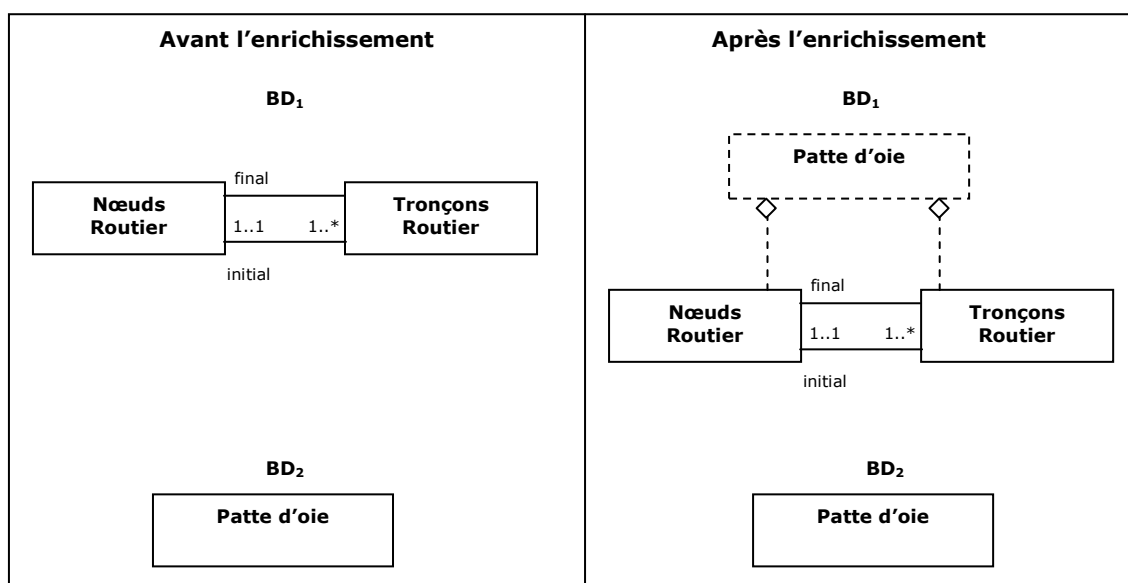 Avant l'enrichissement
BD₁
final
Nœuds
Routier
1..1
1..*
Tronçons
Routier
initial
BD₂
Patte d'oie
Après l'enrichissement
BD₁
Patte d'oie
final
Nœuds
Routier
1..1
1..*
Tronçons
Routier
initial
BD₂
Patte d'oie